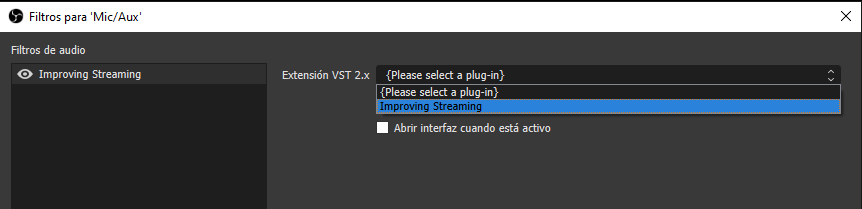 Filtros para 'Mic/Aux'
Filtros de audio
Improving Streaming
Extensión VST 2.x
{Please select a plug-in}
{Please select a plug-in}
Improving Streaming
Abrir interfaz cuando está activo